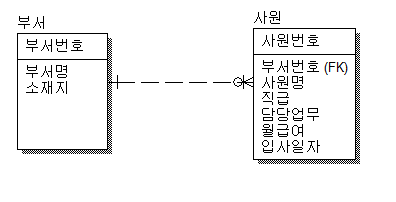 부서
부서번호
부서명
소재지
사원
사원번호
부서번호 (FK)
사원명
직급
담당업무
월급여
입사일자